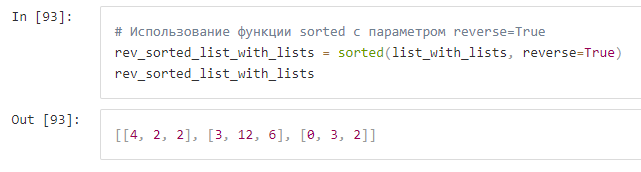 In [93]:
# Использование функции sorted с параметром reverse=True
rev_sorted_list_with_lists = sorted(list_with_lists, reverse=True)
rev_sorted_list_with_lists
Out [93]:
[[4, 2, 2], [3, 12, 6], [0, 3, 2]]